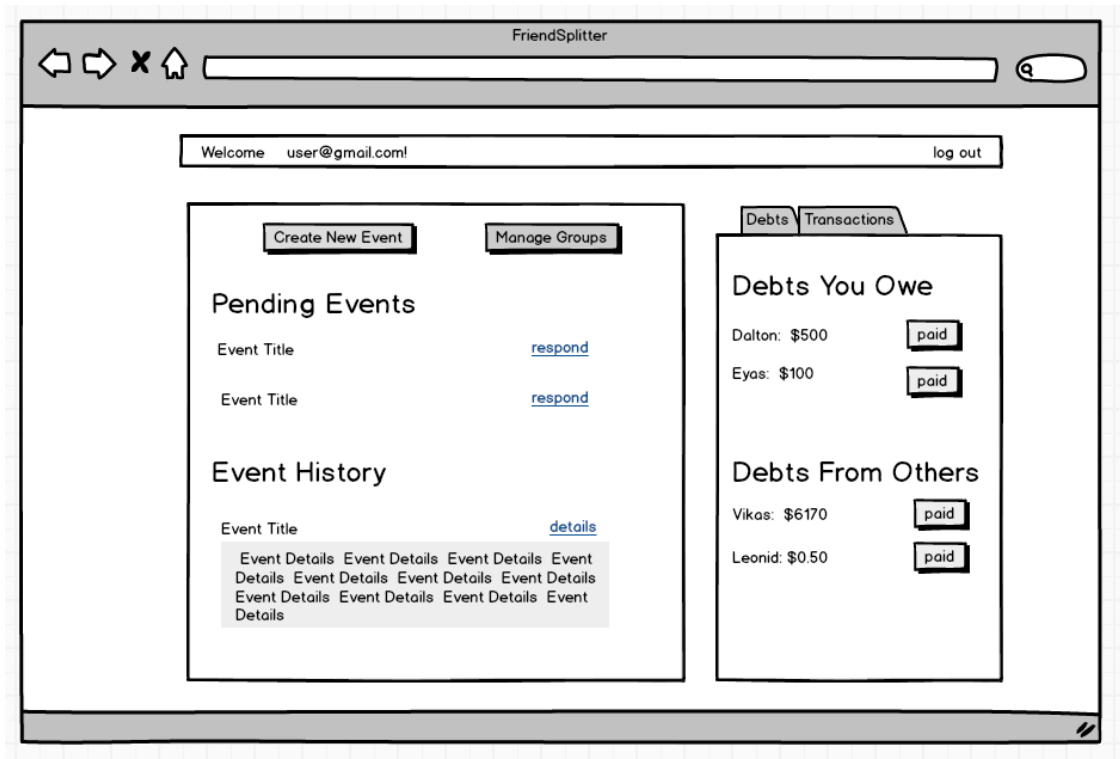 FriendSplitter
Welcome user@gmail.com!
log out
Create New Event
Manage Groups
Pending Events
Event Title
respond
Event Title
respond
Event History
Event Title
details
Event Details Event Details Event Details Event
Details Event Details Event Details Event Details
Event Details Event Details Event Details Event
Details
Debts
Transactions
Debts You Owe
Dalton: $500
paid
Eyas: $100
paid
Debts From Others
Vikas: $6170
paid
Leonid: $0.50
paid